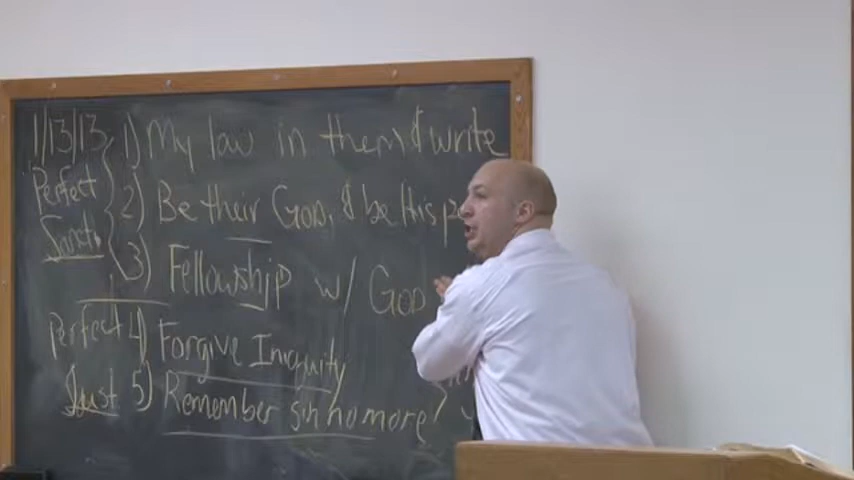 1/13/13 1) My law in them & write
Perfect 2) Be their God, & be His p
Sanct. 3) Fellowship w/ God
Perfect 4) Forgive Iniquity
Just 5) Remember sin no more